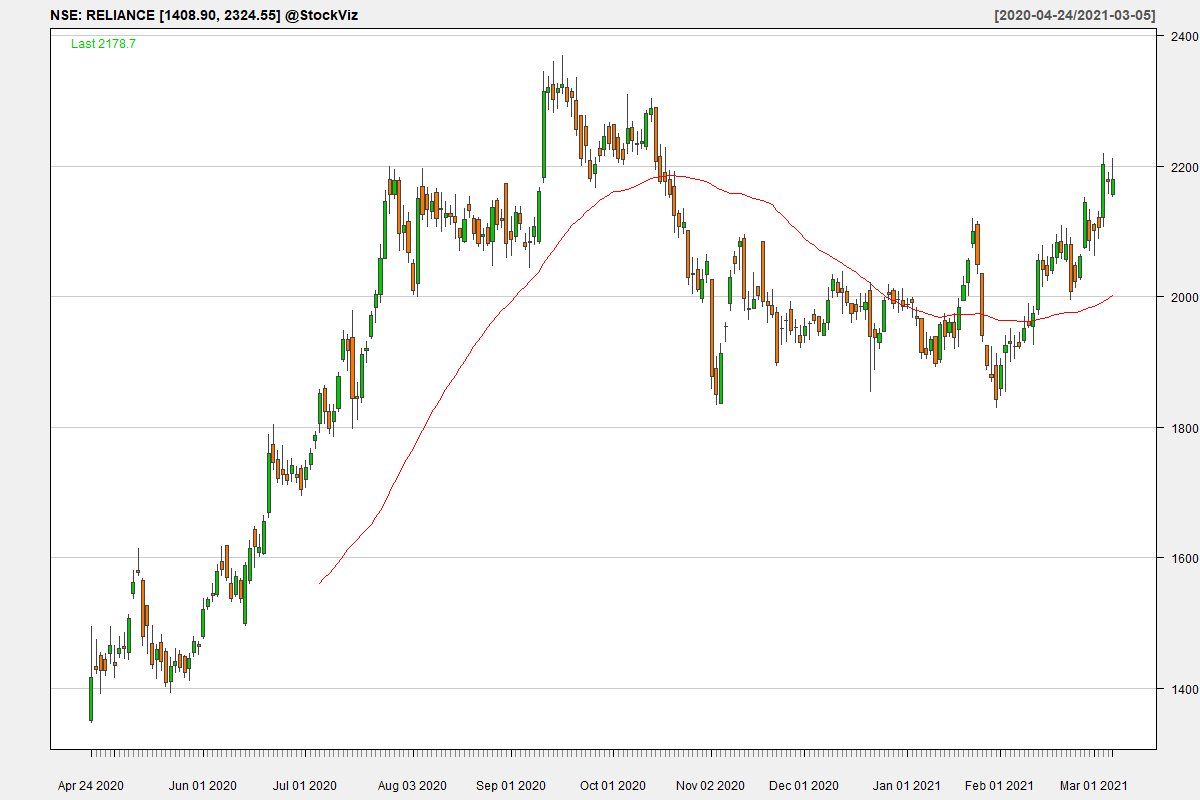 NSE: RELIANCE [1408.90, 2324.55] @StockViz
[2020-04-24/2021-03-05]
Last 2178.7
2400
2200
2000
1800
1600
1400
Apr 24 2020
Jun 01 2020
Jul 01 2020
Aug 03 2020
Sep 01 2020
Oct 01 2020
Nov 02 2020
Dec 01 2020
Jan 01 2021
Feb 01 2021
Mar 01 2021